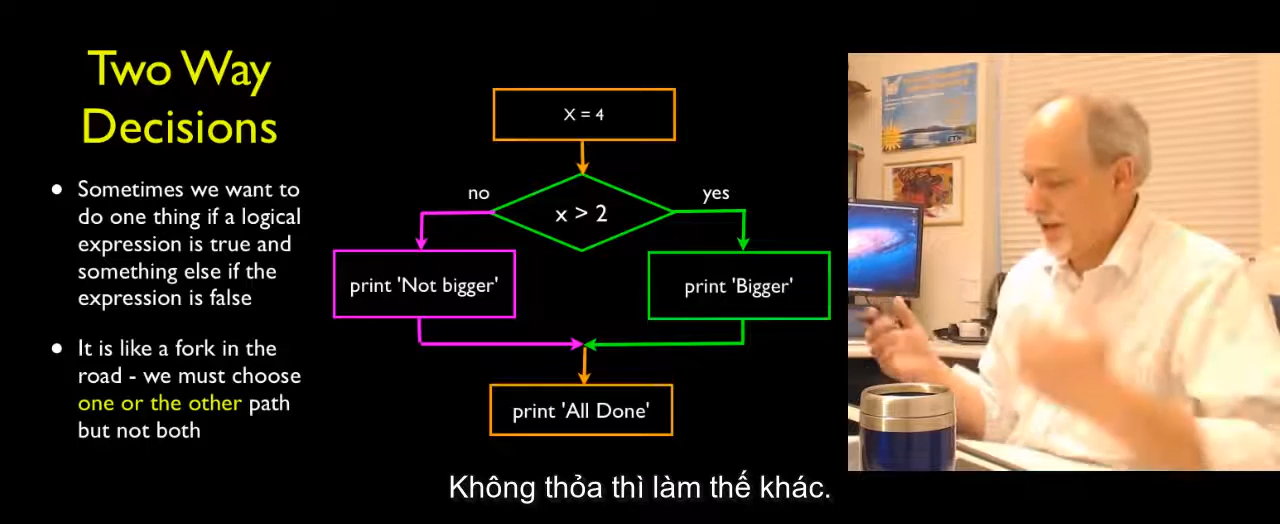 Two Way
Decisions
● Sometimes we want to
do one thing if a logical
expression is true and
something else if the
expression is false
● It is like a fork in the
road - we must choose
one or the other path
but not both
X = 4
no
yes
x > 2
print 'Not bigger'
print 'Bigger'
print 'All Done'
Không thỏa thì làm thế khác.